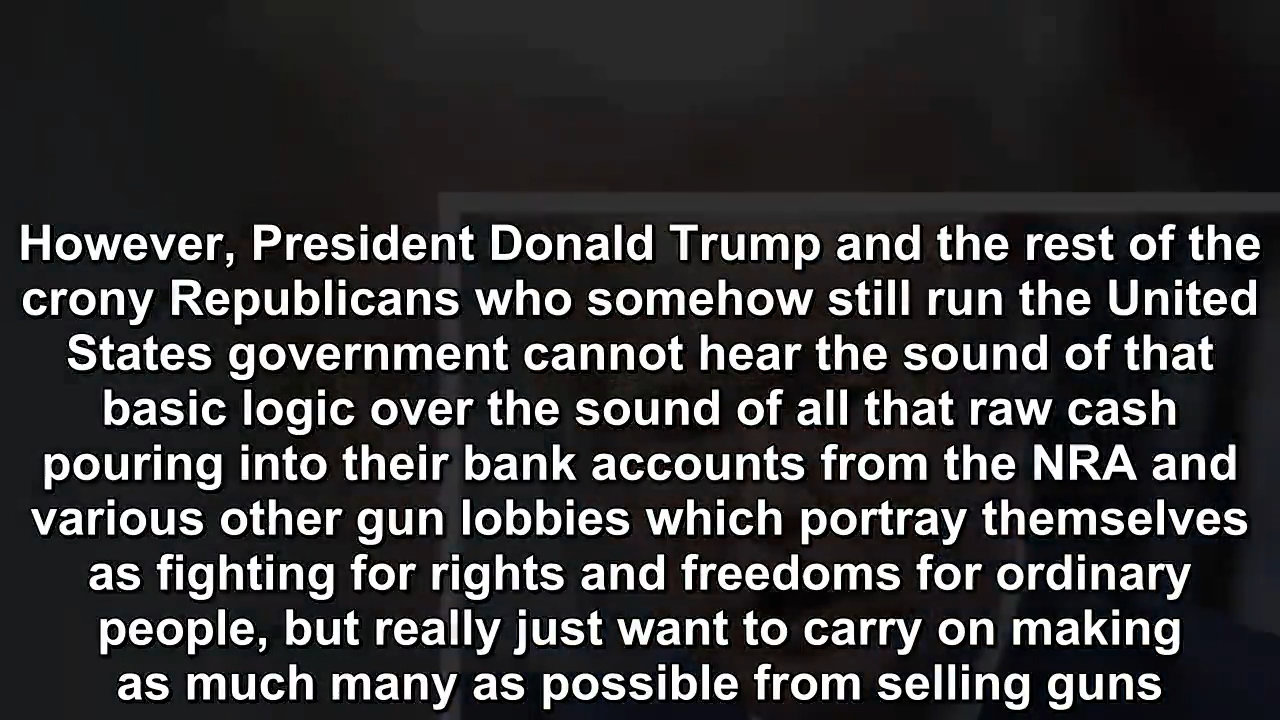 However, President Donald Trump and the rest of the
crony Republicans who somehow still run the United
States government cannot hear the sound of that
basic logic over the sound of all that raw cash
pouring into their bank accounts from the NRA and
various other gun lobbies which portray themselves
as fighting for rights and freedoms for ordinary
people, but really just want to carry on making
as much many as possible from selling guns